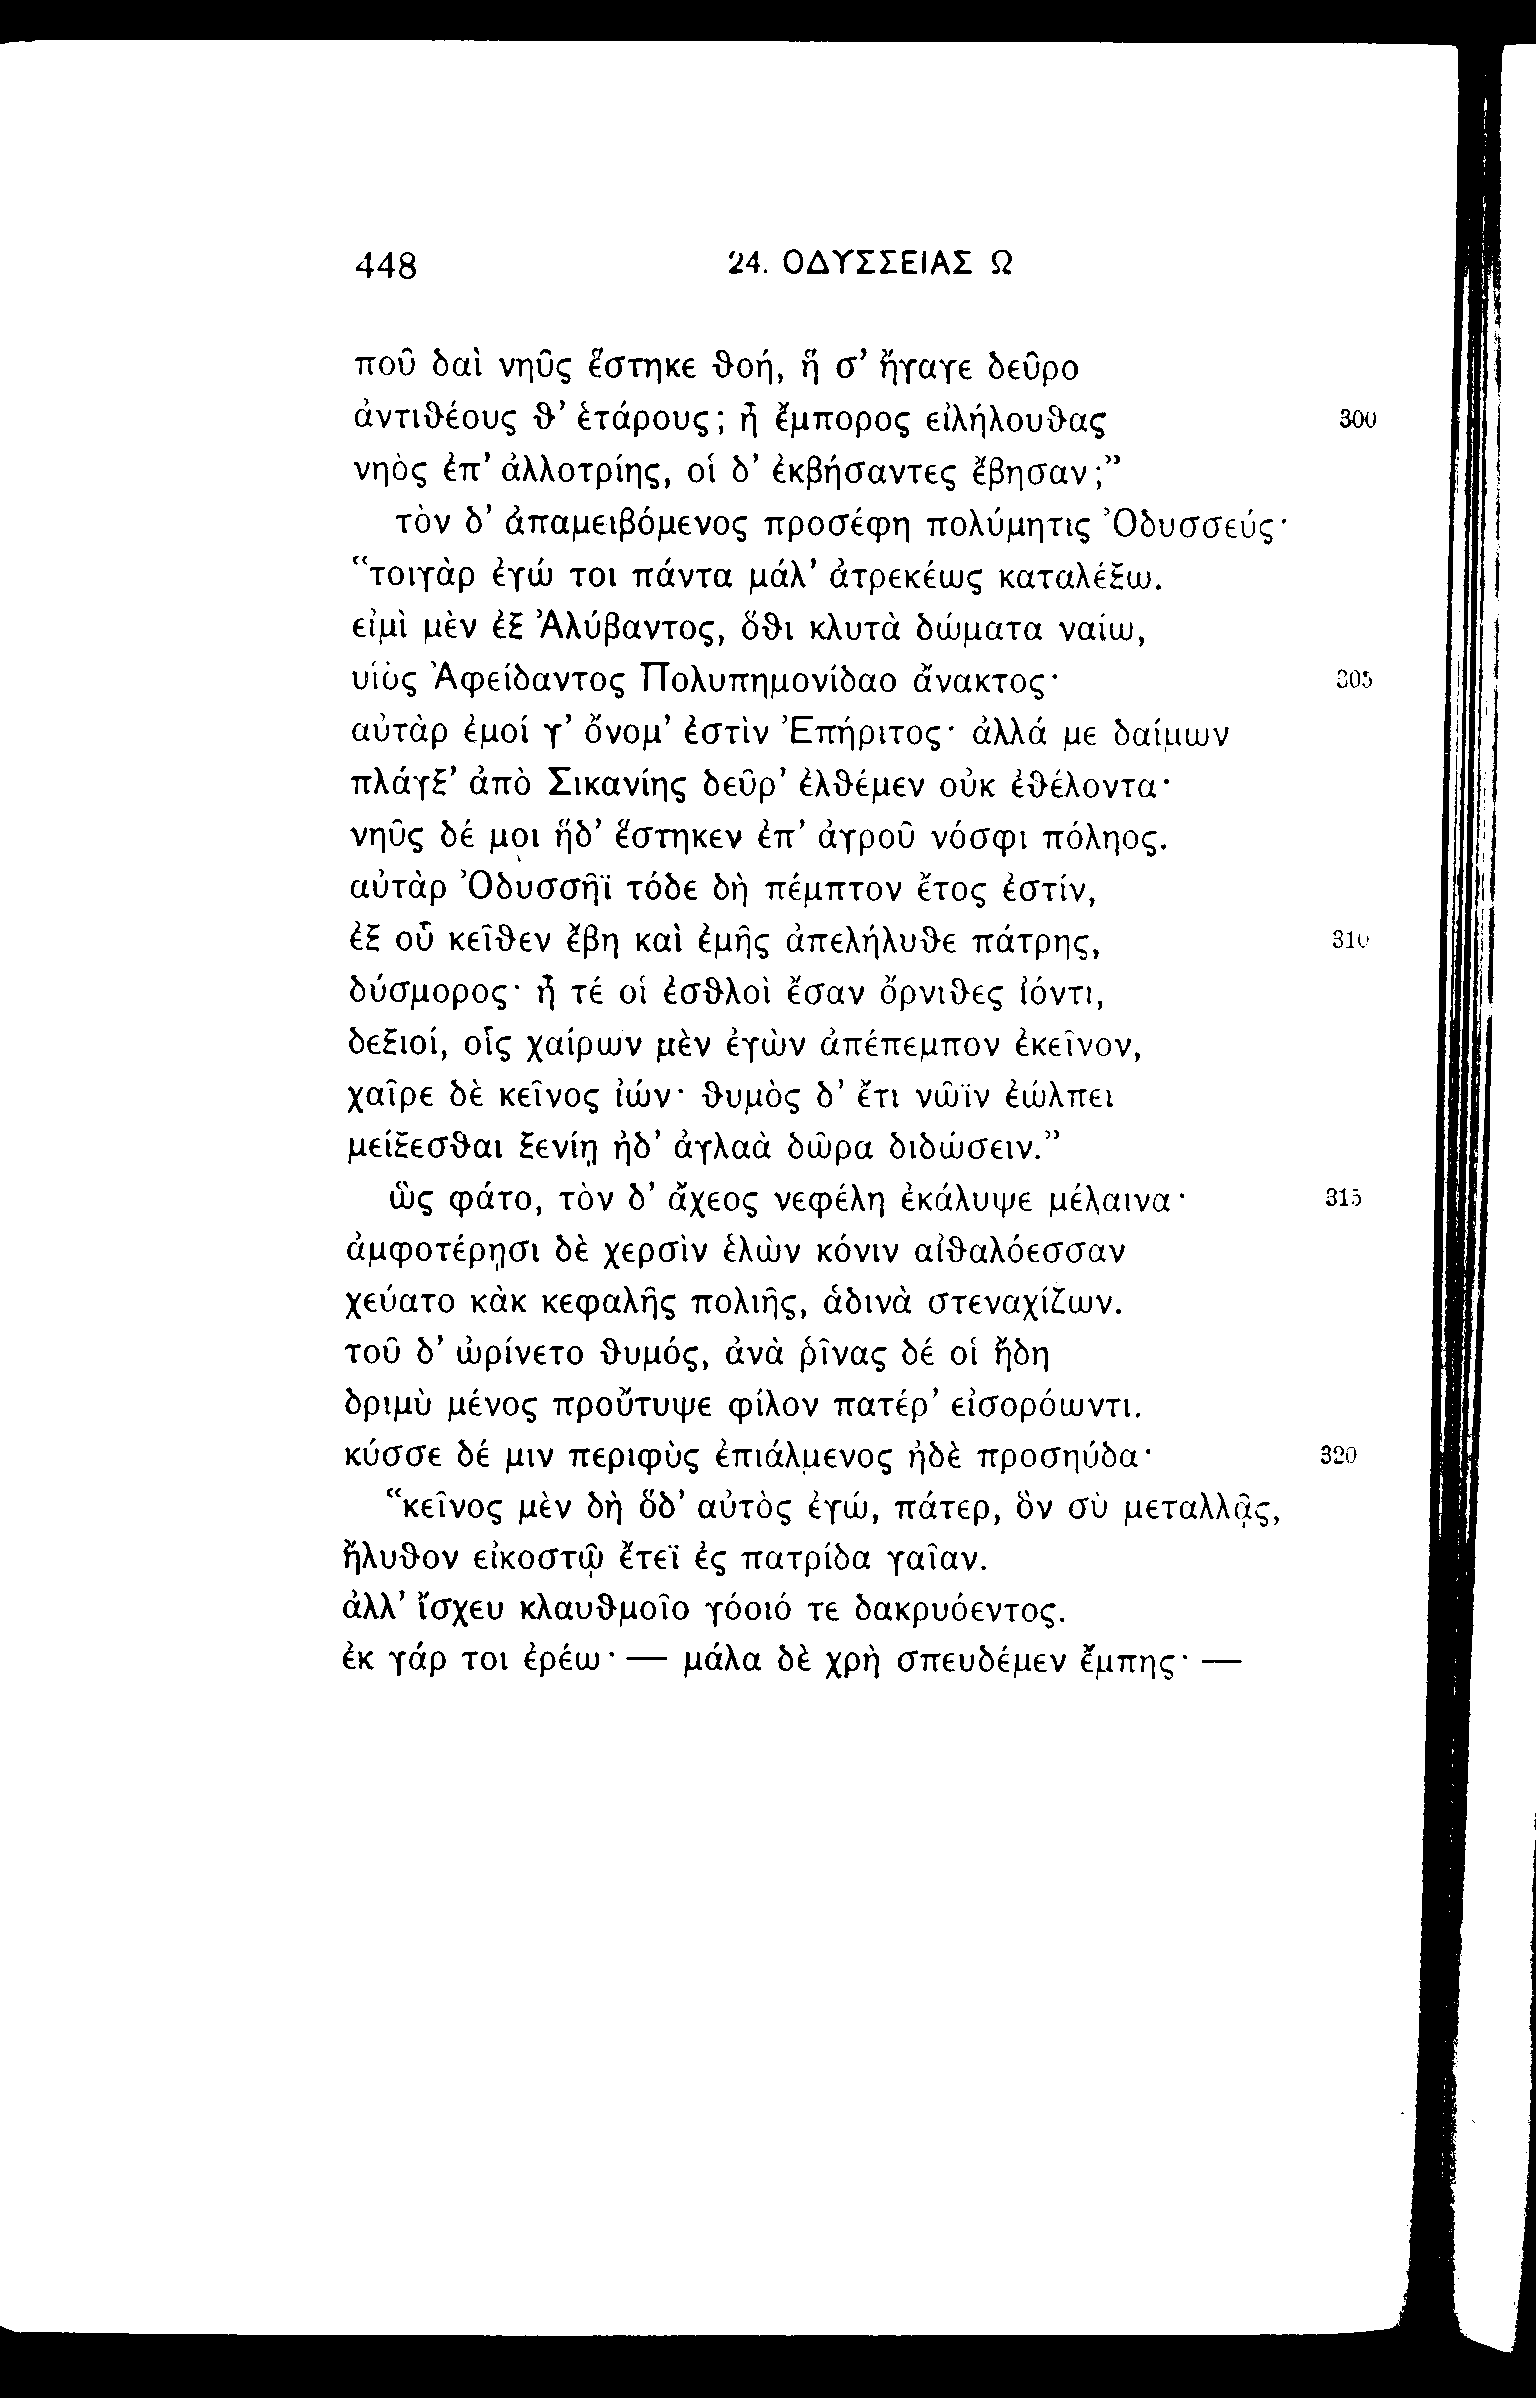 448 24. ΟΔΥΣΣΕΙΑΣ Ω
ποῦ δαὶ νηῦς ἕστηκε ϑοή, ἥ σ’ ἤγαγε δεῦρο
ἀντιϑέους ϑ’ ἑτάρους; ἦ ἔμπορος εἰλήλουϑας 300
νηὸς ἐπ’ ἀλλοτρίης, οἱ δ’ ἐκβήσαντες ἔβησαν;”
τὸν δ’ ἀπαμειβόμενος προσέφη πολύμητις Ὀδυσσεύς·
“τοιγὰρ ἐγώ τοι πάντα μάλ’ ἀτρεκέως καταλέξω.
εἰμὶ μὲν ἐξ Ἀλύβαντος, ὅϑι κλυτὰ δώματα ναίω,
υἱὸς Ἀφείδαντος Πολυπημονίδαο ἄνακτος· 305
αὐτὰρ ἐμοί γ’ ὄνομ’ ἐστὶν Ἐπήριτος· ἀλλά με δαίμων
πλάγξ’ ἀπὸ Σικανίης δεῦρ’ ἐλϑέμεν οὐκ ἐϑέλοντα·
νηῦς δέ μοι ἥδ’ ἕστηκεν ἐπ’ ἀγροῦ νόσφι πόληος.
αὐτὰρ Ὀδυσσῆϊ τόδε δὴ πέμπτον ἔτος ἐστίν,
ἐξ οὗ κεῖϑεν ἔβη καὶ ἐμῆς ἀπελήλυϑε πάτρης, 310
δύσμορος· ἦ τέ οἱ ἐσϑλοὶ ἔσαν ὄρνιϑες ἰόντι,
δεξιοί, οἷς χαίρων μὲν ἐγὼν ἀπέπεμπον ἐκεῖνον,
χαῖρε δὲ κεῖνος ἰών· ϑυμὸς δ’ ἔτι νῶϊν ἐώλπει
μείξεσϑαι ξενίῃ ἠδ’ ἀγλαὰ δῶρα διδώσειν.”
ὣς φάτο, τὸν δ’ ἄχεος νεφέλη ἐκάλυψε μέλαινα· 315
ἀμφοτέρῃσι δὲ χερσὶν ἑλὼν κόνιν αἰϑαλόεσσαν
χεύατο κὰκ κεφαλῆς πολιῆς, ἁδινὰ στεναχίζων.
τοῦ δ’ ὠρίνετο ϑυμός, ἀνὰ ῥῖνας δέ οἱ ἤδη
δριμὺ μένος προὔτυψε φίλον πατέρ’ εἰσορόωντι.
κύσσε δέ μιν περιφὺς ἐπιάλμενος ἠδὲ προσηύδα· 320
“κεῖνος μὲν δὴ ὅδ’ αὐτὸς ἐγώ, πάτερ, ὃν σὺ μεταλλᾷς,
ἤλυϑον εἰκοστῷ ἔτεϊ ἐς πατρίδα γαῖαν.
ἀλλ’ ἴσχευ κλαυϑμοῖο γόοιό τε δακρυόεντος.
ἐκ γάρ τοι ἐρέω· — μάλα δὲ χρὴ σπευδέμεν ἔμπης· —